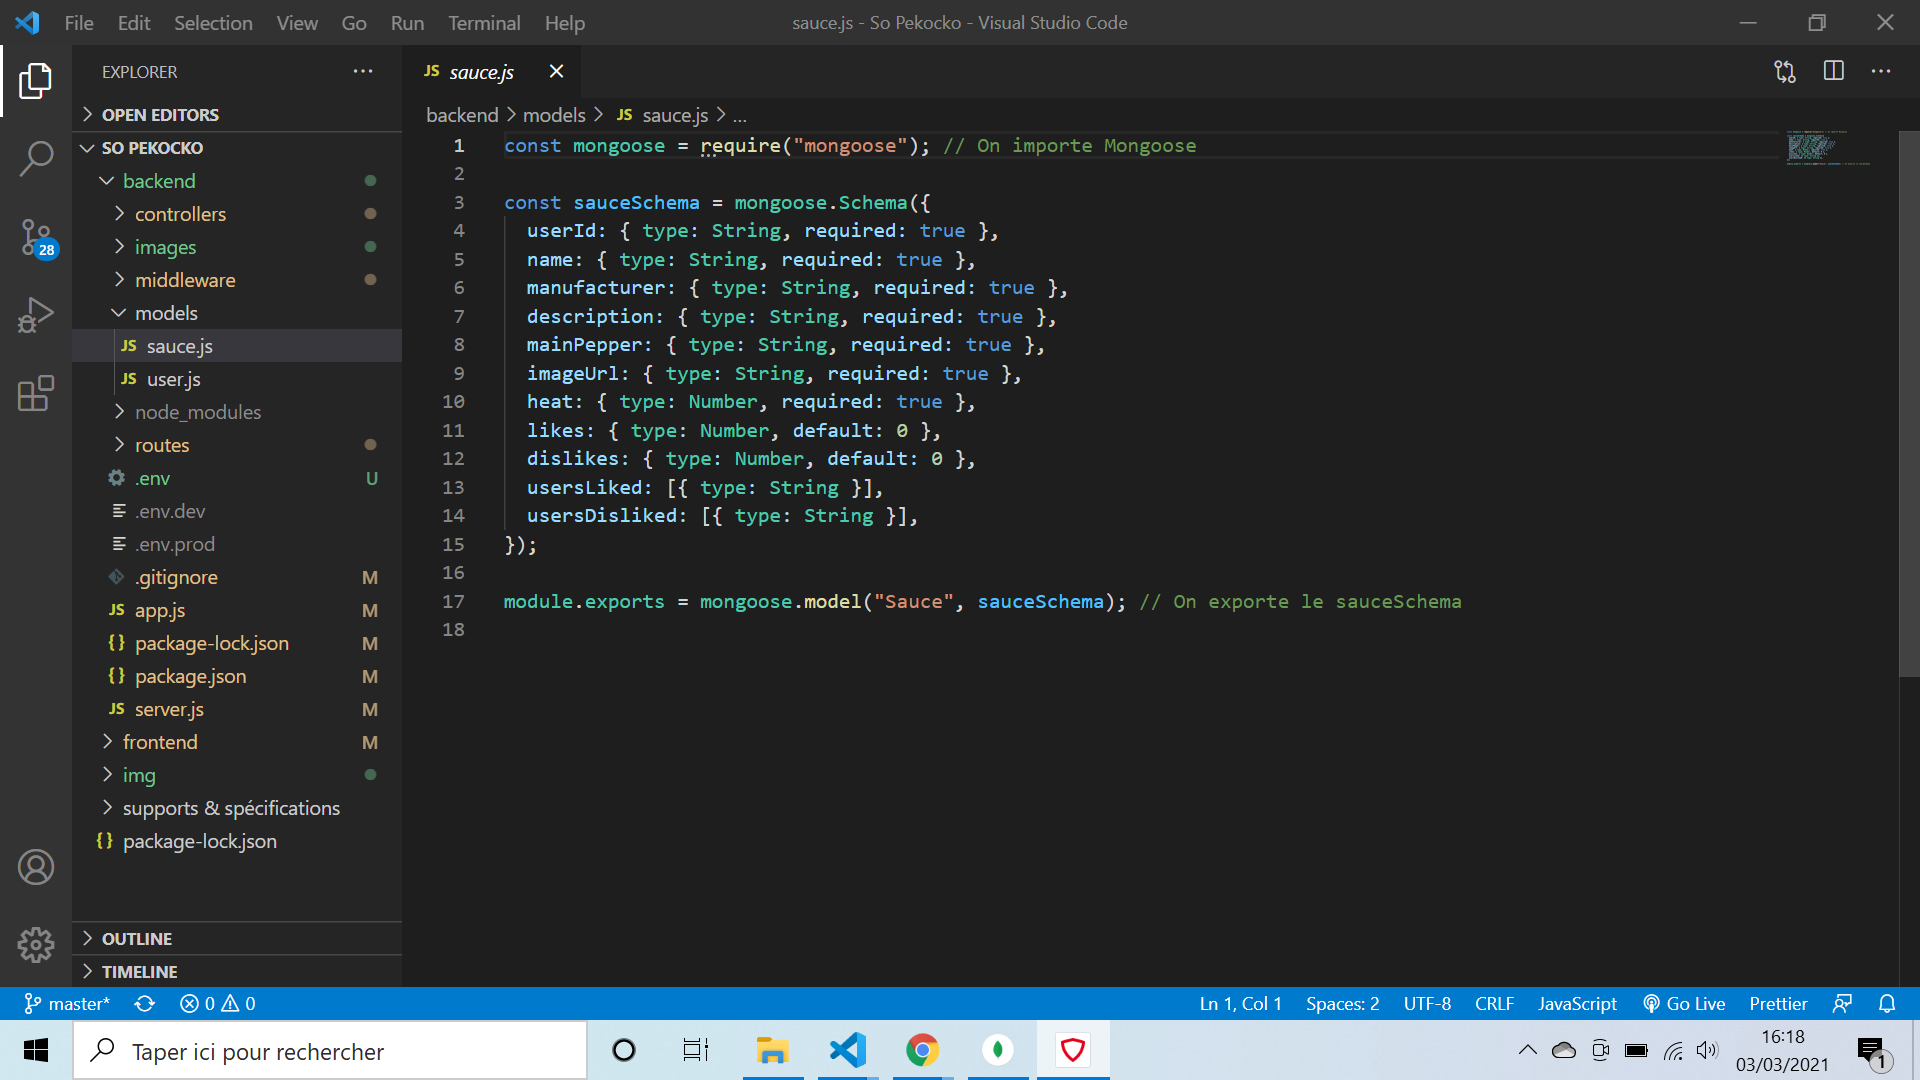 File Edit Selection View Go Run Terminal Help
sauce.js - So Pekocko - Visual Studio Code
EXPLORER
OPEN EDITORS
SO PEKOCKO
backend
controllers
images
middleware
models
JS sauce.js
JS user.js
node_modules
routes
.env U
.env.dev
.env.prod
.gitignore M
JS app.js M
{} package-lock.json M
{} package.json M
JS server.js M
frontend M
img
supports & spécifications
{} package-lock.json
OUTLINE
TIMELINE
28
JS sauce.js
backend > models > JS sauce.js > ...
1 const mongoose = require("mongoose"); // On importe Mongoose
2
3 const sauceSchema = mongoose.Schema({
4 userId: { type: String, required: true },
5 name: { type: String, required: true },
6 manufacturer: { type: String, required: true },
7 description: { type: String, required: true },
8 mainPepper: { type: String, required: true },
9 imageUrl: { type: String, required: true },
10 heat: { type: Number, required: true },
11 likes: { type: Number, default: 0 },
12 dislikes: { type: Number, default: 0 },
13 usersLiked: [{ type: String }],
14 usersDisliked: [{ type: String }],
15 });
16
17 module.exports = mongoose.model("Sauce", sauceSchema); // On exporte le sauceSchema
18
master* 0 0 Ln 1, Col 1 Spaces: 2 UTF-8 CRLF JavaScript Go Live Prettier
Taper ici pour rechercher
16:18
03/03/2021
1